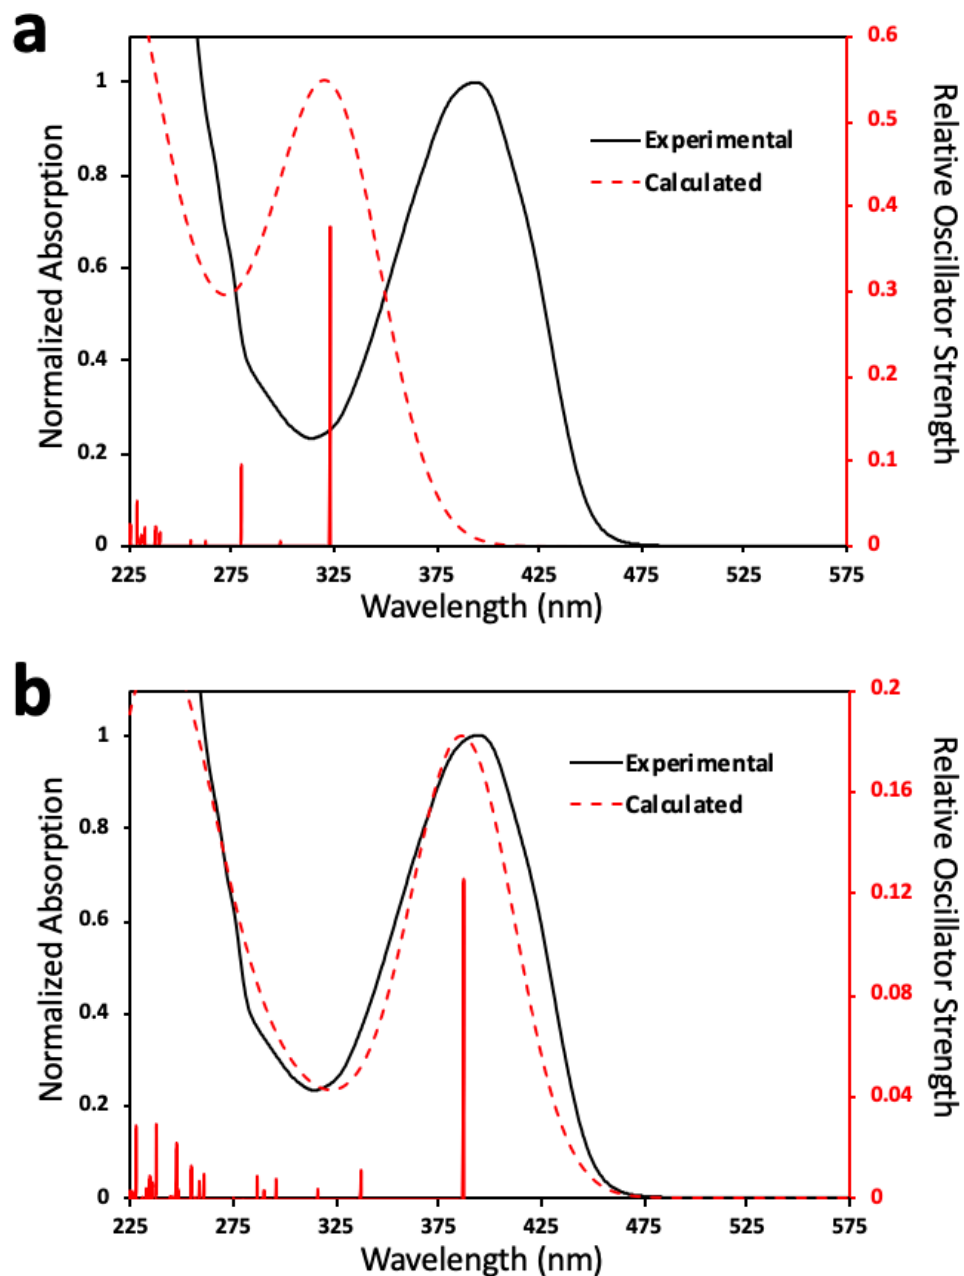 a
0.6
1
0.5
Experimental
0.8
Calculated
0.4
0.6
0.3
0.4
0.2
0.2
0.1
0
0
225 275 325 375 425 475 525 575
Wavelength (nm)
Normalized Absorption
Relative Oscillator Strength
b
0.2
1
Experimental
0.16
Calculated
0.8
0.12
0.6
0.08
0.4
0.04
0.2
0
0
225 275 325 375 425 475 525 575
Wavelength (nm)
Normalized Absorption
Relative Oscillator Strength